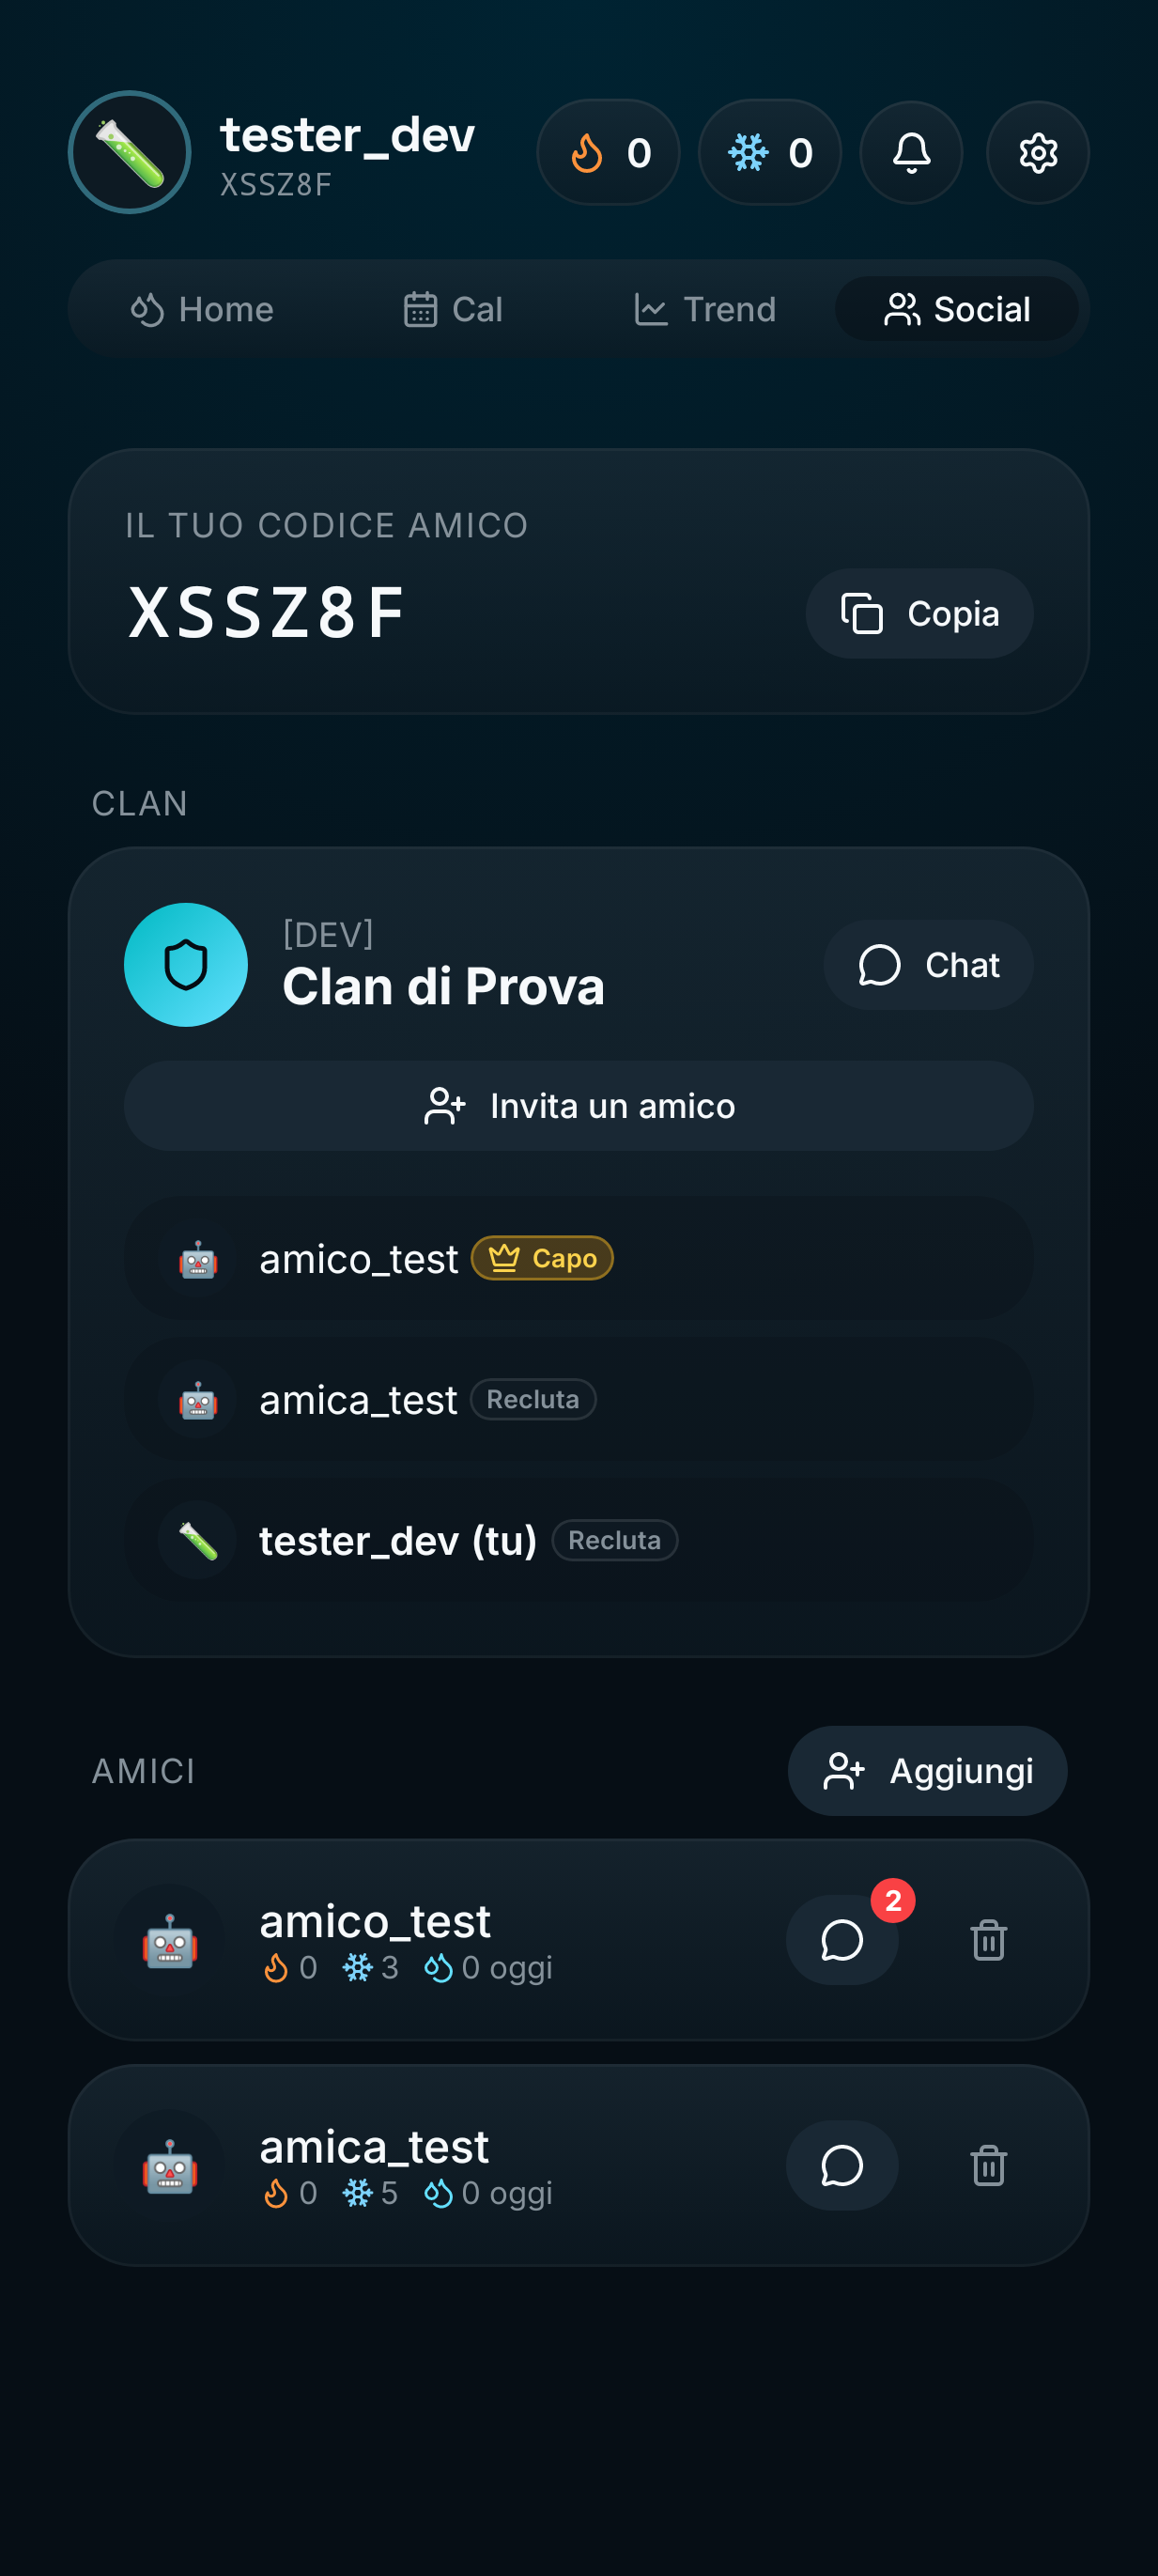 tester_dev
XSSZ8F
0
0
Home
Cal
Trend
Social
IL TUO CODICE AMICO
XSSZ8F
Copia
CLAN
[DEV]
Clan di Prova
Chat
Invita un amico
amico_test Capo
amica_test Recluta
tester_dev (tu) Recluta
AMICI
Aggiungi
amico_test
0 3 0 oggi
2
amica_test
0 5 0 oggi